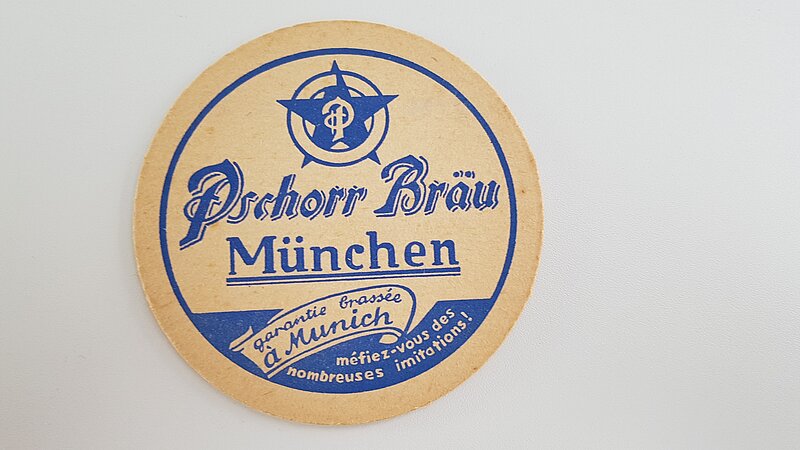 P
Pschorr Bräu
München
garantie brassée
à Munich
méfiez-vous des
nombreuses imitations!